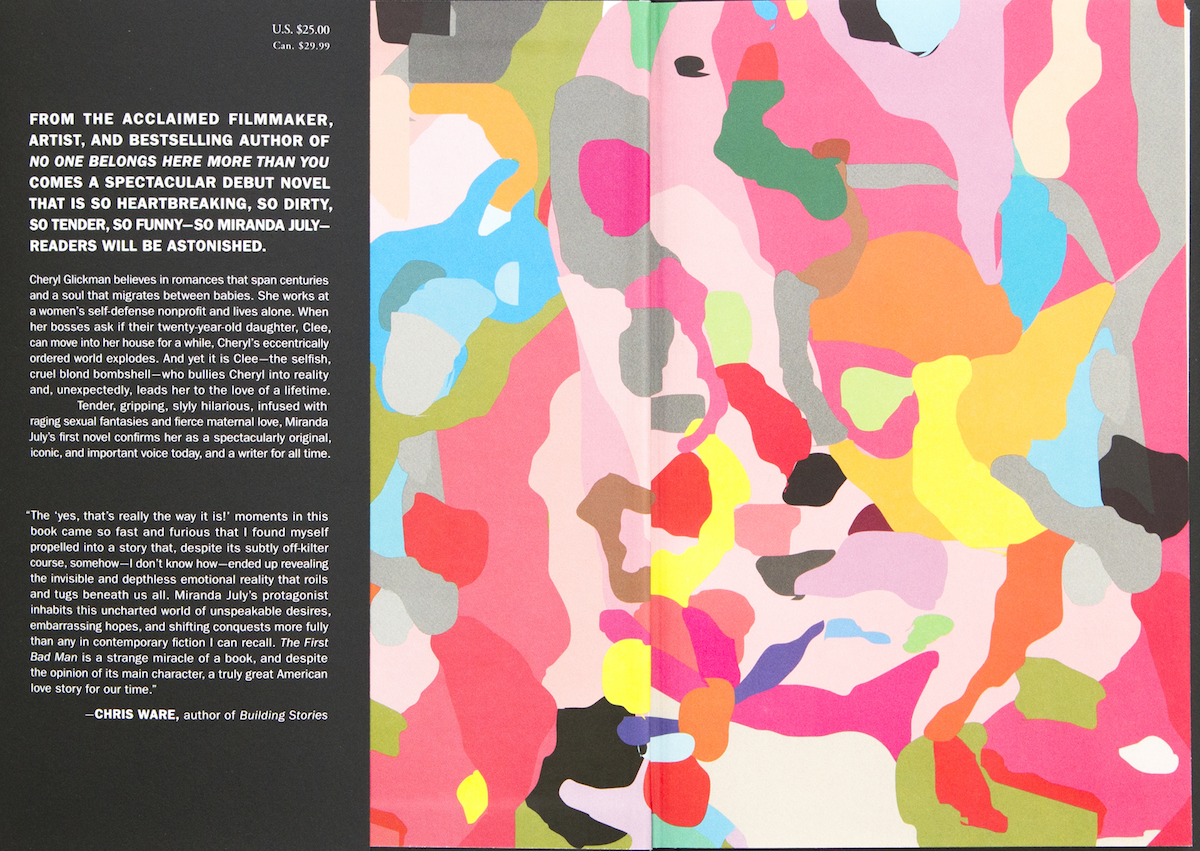 U.S. $25.00
Can. $29.99
FROM THE ACCLAIMED FILMMAKER,
ARTIST, AND BESTSELLING AUTHOR OF
NO ONE BELONGS HERE MORE THAN YOU
COMES A SPECTACULAR DEBUT NOVEL
THAT IS SO HEARTBREAKING, SO DIRTY,
SO TENDER, SO FUNNY—SO MIRANDA JULY—
READERS WILL BE ASTONISHED.
Cheryl Glickman believes in romances that span centuries
and a soul that migrates between babies. She works at
a women's self-defense nonprofit and lives alone. When
her bosses ask if their twenty-year-old daughter, Clee,
can move into her house for a while, Cheryl's eccentrically
ordered world explodes. And yet it is Clee—the selfish,
cruel blond bombshell—who bullies Cheryl into reality
and, unexpectedly, leads her to the love of a lifetime.
Tender, gripping, slyly hilarious, infused with
raging sexual fantasies and fierce maternal love, Miranda
July's first novel confirms her as a spectacularly original,
iconic, and important voice today, and a writer for all time.
"The 'yes, that's really the way it is!' moments in this
book came so fast and furious that I found myself
propelled into a story that, despite its subtly off-kilter
course, somehow—I don't know how—ended up revealing
the invisible and depthless emotional reality that roils
and tugs beneath us all. Miranda July's protagonist
inhabits this uncharted world of unspeakable desires,
embarrassing hopes, and shifting conquests more fully
than any in contemporary fiction I can recall. The First
Bad Man is a strange miracle of a book, and despite
the opinion of its main character, a truly great American
love story for our time."
—CHRIS WARE, author of Building Stories